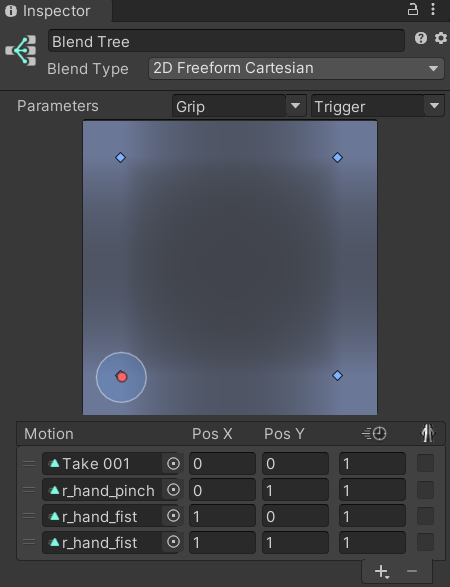 Inspector
Blend Tree
Blend Type 2D Freeform Cartesian
Parameters Grip Trigger
Motion Pos X Pos Y
Take 001 0 0 1
r_hand_pinch 0 1 1
r_hand_fist 1 0 1
r_hand_fist 1 1 1